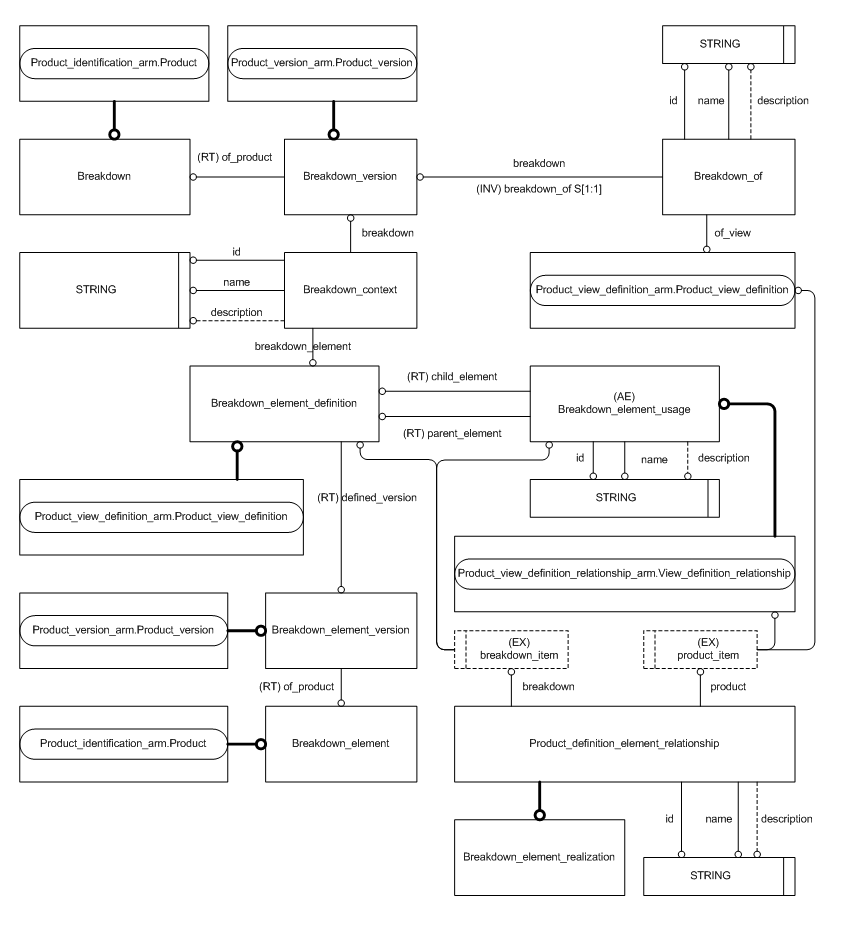 STRING
Product_identification_arm.Product
Product_version_arm.Product_version
id
name
description
(RT) of_product
breakdown
Breakdown
Breakdown_version
Breakdown_of
(INV) breakdown_of S[1:1]
breakdown
of_view
id
name
description
STRING
Breakdown_context
Product_view_definition_arm.Product_view_definition
breakdown_element
(RT) child_element
Breakdown_element_definition
(AE)
Breakdown_element_usage
(RT) parent_element
id
name
description
(RT) defined_version
STRING
Product_view_definition_arm.Product_view_definition
Product_view_definition_relationship_arm.View_definition_relationship
Product_version_arm.Product_version
Breakdown_element_version
(EX)
breakdown_item
(EX)
product_item
(RT) of_product
breakdown
product
Product_identification_arm.Product
Breakdown_element
Product_definition_element_relationship
id
name
description
Breakdown_element_realization
STRING